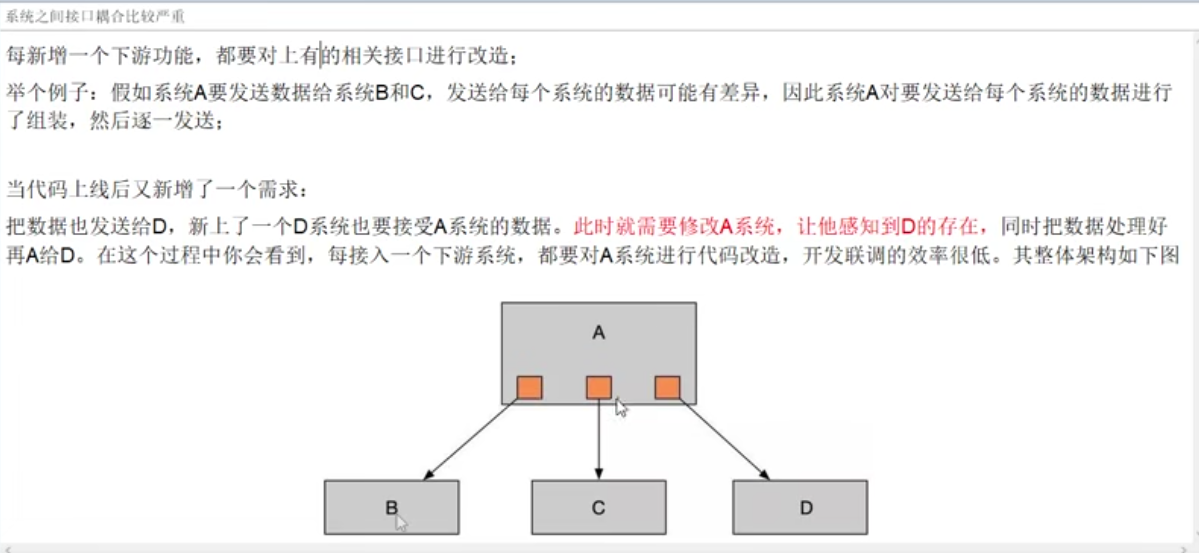 系统之间接口耦合比较严重
每新增一个下游功能，都要对上有的相关接口进行改造；
举个例子：假如系统A要发送数据给系统B和C，发送给每个系统的数据可能有差异，因此系统A对要发送给每个系统的数据进行
了组装，然后逐一发送；
当代码上线后又新增了一个需求：
把数据也发送给D，新上了一个D系统也要接受A系统的数据。此时就需要修改A系统，让他感知到D的存在，同时把数据处理好
再A给D。在这个过程中你会看到，每接入一个下游系统，都要对A系统进行代码改造，开发联调的效率很低。其整体架构如下图
A
B
C
D